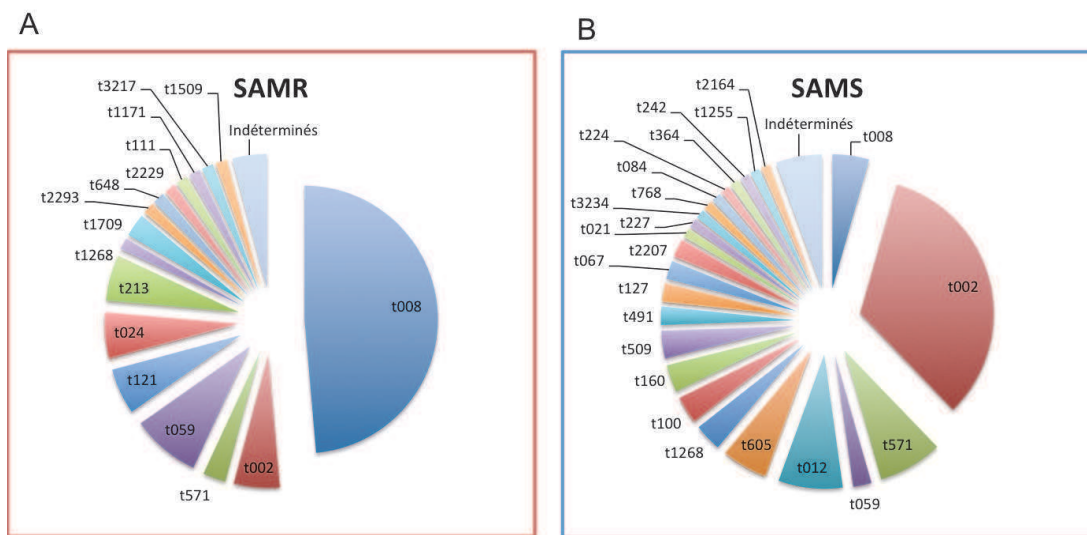 A
SAMR
t3217
t1509
t1171
Indéterminés
t111
t2229
t648
t2293
t1709
t1268
t213
t008
t024
t121
t059
t002
t571
B
SAMS
t2164
t242
t1255
Indéterminés
t008
t364
t224
t084
t768
t3234
t227
t021
t2207
t067
t002
t127
t491
t509
t160
t100
t1268
t605
t012
t571
t059